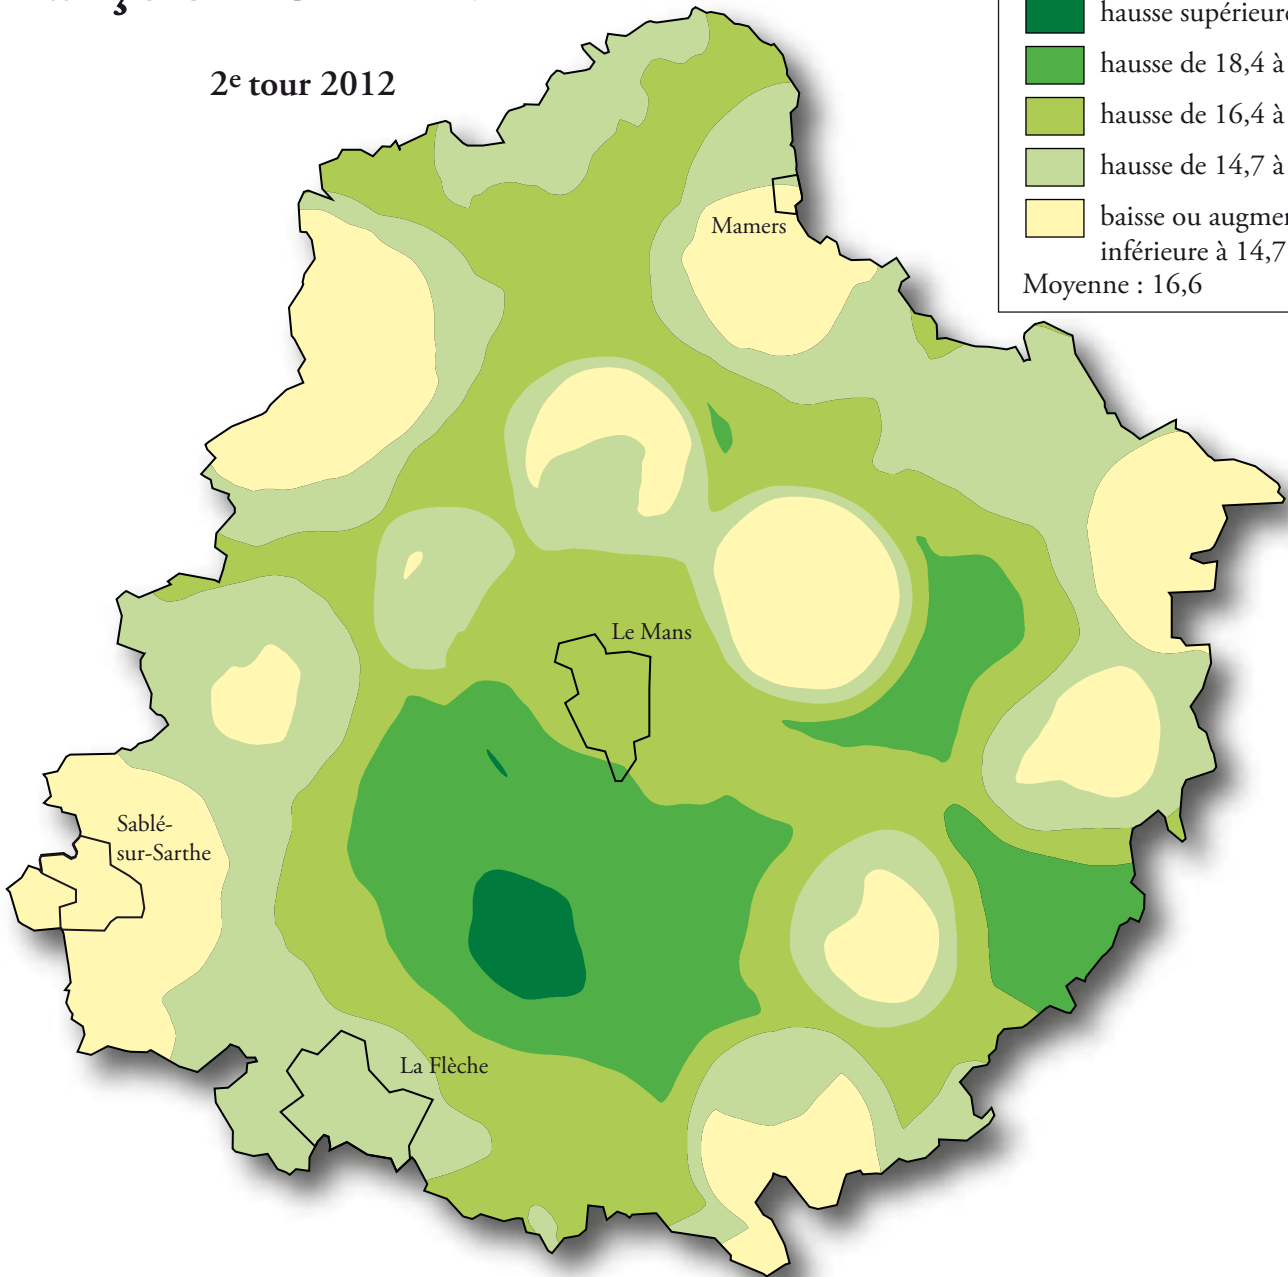 2e tour 2012
hausse supérieure
hausse de 18,4 à
hausse de 16,4 à
hausse de 14,7 à
baisse ou augmen
inférieure à 14,7
Moyenne : 16,6
Mamers
Le Mans
Sablé-
sur-Sarthe
La Flèche